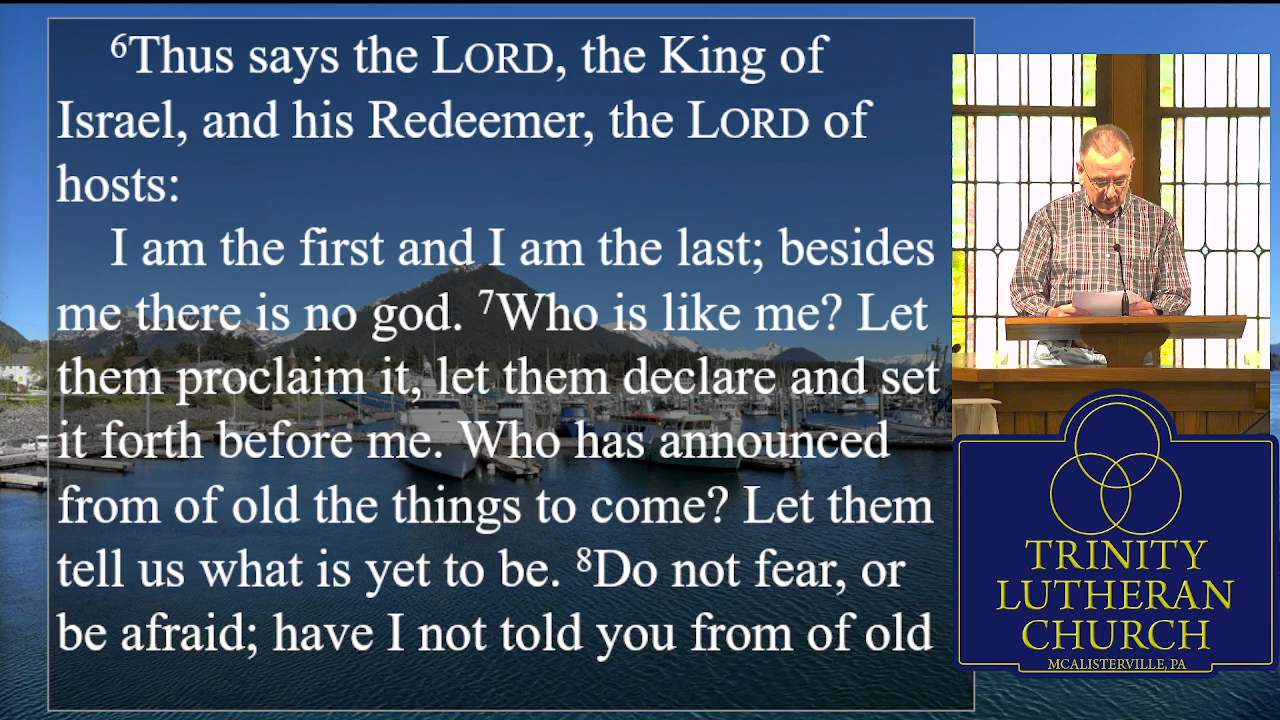 ⁶Thus says the LORD, the King of
Israel, and his Redeemer, the LORD of
hosts:
I am the first and I am the last; besides
me there is no god. ⁷Who is like me? Let
them proclaim it, let them declare and set
it forth before me. Who has announced
from of old the things to come? Let them
tell us what is yet to be. ⁸Do not fear, or
be afraid; have I not told you from of old
TRINITY
LUTHERAN
CHURCH
MCALISTERVILLE, PA